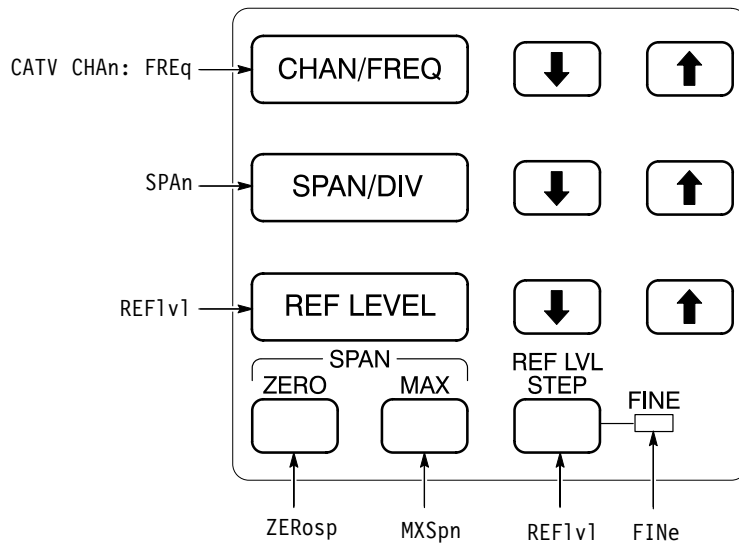 CATV CHAn: FREq CHAN/FREQ
SPAn SPAN/DIV
REFlvl REF LEVEL
SPAN
ZERO MAX
REF LVL
STEP
FINE
ZERosp MXSpn REFlvl FINe